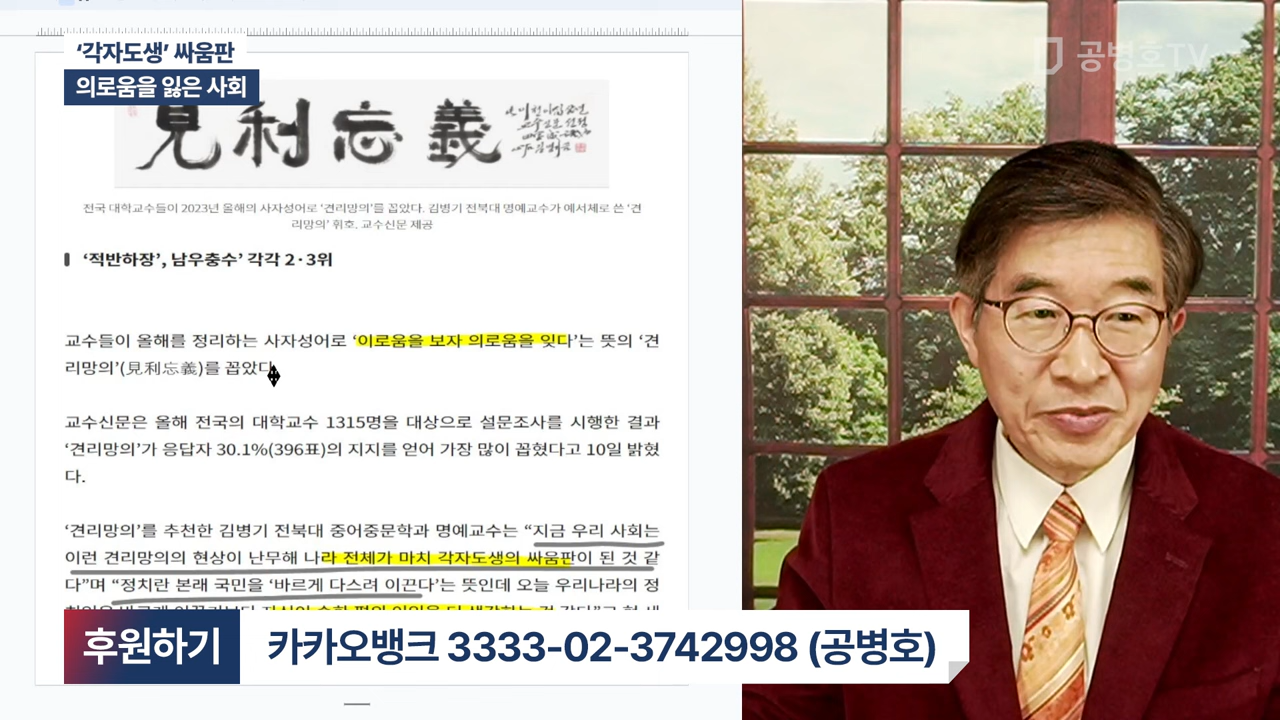 ‘각자도생’ 싸움판
의로움을 잃은 사회
공병호TV
見利忘義
전국 대학교수들이 2023년 올해의 사자성어로 ‘견리망의’를 꼽았다. 김병기 전북대 명예교수가 예서체로 쓴 ‘견
리망의’ 휘호. 교수신문 제공
‘적반하장’, 남우충수’ 각각 2·3위
교수들이 올해를 정리하는 사자성어로 ‘이로움을 보자 의로움을 잊다’는 뜻의 ‘견
리망의’(見利忘義)를 꼽았다
교수신문은 올해 전국의 대학교수 1315명을 대상으로 설문조사를 시행한 결과
‘견리망의’가 응답자 30.1%(396표)의 지지를 얻어 가장 많이 꼽혔다고 10일 밝혔
다.
‘견리망의’를 추천한 김병기 전북대 중어중문학과 명예교수는 “지금 우리 사회는
이런 견리망의의 현상이 난무해 나라 전체가 마치 각자도생의 싸움판이 된 것 같
다”며 “정치란 본래 국민을 ‘바르게 다스려 이끈다’는 뜻인데 오늘 우리나라의 정
후원하기
카카오뱅크 3333-02-3742998 (공병호)